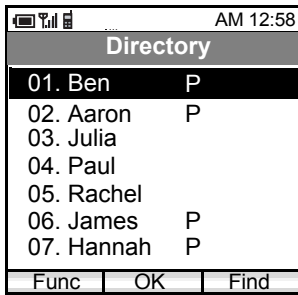 AM 12:58
Directory
01. Ben P
02. Aaron P
03. Julia
04. Paul
05. Rachel
06. James P
07. Hannah P
Func OK Find